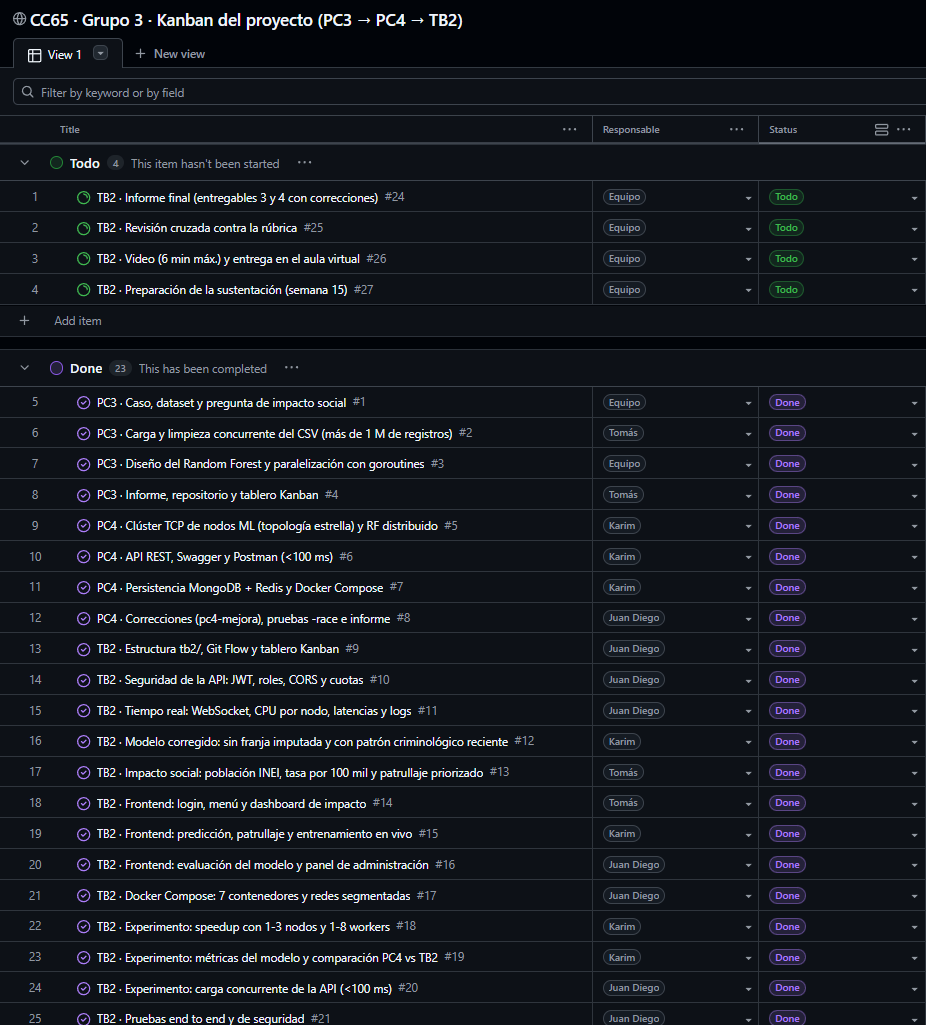 CC65 · Grupo 3 · Kanban del proyecto (PC3 → PC4 → TB2)
View 1 New view
Filter by keyword or by field
Title Responsable Status
Todo 4 This item hasn't been started
1 TB2 · Informe final (entregables 3 y 4 con correcciones) #24 Equipo Todo
2 TB2 · Revisión cruzada contra la rúbrica #25 Equipo Todo
3 TB2 · Video (6 min máx.) y entrega en el aula virtual #26 Equipo Todo
4 TB2 · Preparación de la sustentación (semana 15) #27 Equipo Todo
Add item
Done 23 This has been completed
5 PC3 · Caso, dataset y pregunta de impacto social #1 Equipo Done
6 PC3 · Carga y limpieza concurrente del CSV (más de 1 M de registros) #2 Tomás Done
7 PC3 · Diseño del Random Forest y paralelización con goroutines #3 Equipo Done
8 PC3 · Informe, repositorio y tablero Kanban #4 Tomás Done
9 PC4 · Clúster TCP de nodos ML (topología estrella) y RF distribuido #5 Karim Done
10 PC4 · API REST, Swagger y Postman (<100 ms) #6 Karim Done
11 PC4 · Persistencia MongoDB + Redis y Docker Compose #7 Karim Done
12 PC4 · Correcciones (pc4-mejora), pruebas -race e informe #8 Juan Diego Done
13 TB2 · Estructura tb2/, Git Flow y tablero Kanban #9 Juan Diego Done
14 TB2 · Seguridad de la API: JWT, roles, CORS y cuotas #10 Juan Diego Done
15 TB2 · Tiempo real: WebSocket, CPU por nodo, latencias y logs #11 Juan Diego Done
16 TB2 · Modelo corregido: sin franja imputada y con patrón criminológico reciente #12 Karim Done
17 TB2 · Impacto social: población INEI, tasa por 100 mil y patrullaje priorizado #13 Tomás Done
18 TB2 · Frontend: login, menú y dashboard de impacto #14 Tomás Done
19 TB2 · Frontend: predicción, patrullaje y entrenamiento en vivo #15 Karim Done
20 TB2 · Frontend: evaluación del modelo y panel de administración #16 Juan Diego Done
21 TB2 · Docker Compose: 7 contenedores y redes segmentadas #17 Juan Diego Done
22 TB2 · Experimento: speedup con 1-3 nodos y 1-8 workers #18 Karim Done
23 TB2 · Experimento: métricas del modelo y comparación PC4 vs TB2 #19 Karim Done
24 TB2 · Experimento: carga concurrente de la API (<100 ms) #20 Juan Diego Done
25 TB2 · Pruebas end to end y de seguridad #21 Juan Diego Done